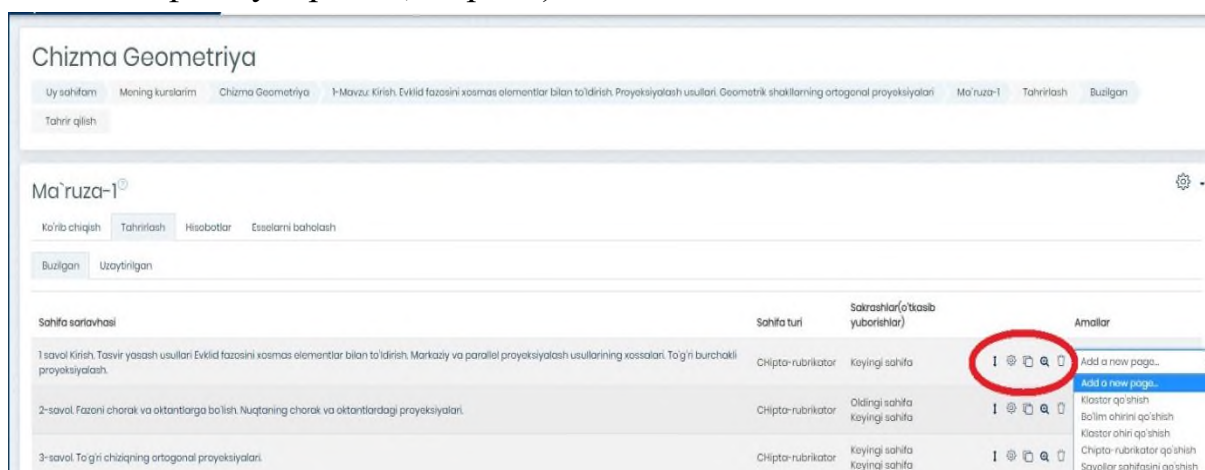 Chizma Geometriya
Uy sahifam Mening kurslarim Chizma Geometriya 1-Mavzu: Kirish. Evklid fazosini xosmas elementlar bilan to'ldirish. Proyeksiyalash usullari. Geometrik shakllarning ortogonal proyeksiyalari Ma'ruza-1 Tahrirlash Buzilgan
Tahrir qilish
Ma`ruza-1
Ko'rib chiqish Tahrirlash Hisobotlar Esselarni baholash
Buzilgan Uzaytirilgan
Sahifa sarlavhasi Sahifa turi Sakrashlar(o'tkasib yuborishlar) Amallar
1 savol Kirish. Tasvir yasash usullari Evklid fazosini xosmas elementlar bilan to'ldirish. Markaziy va parallel proyeksiyalash usullarining xossalari. To'g'ri burchakli
proyeksiyalash.
CHipta-rubrikator Keyingi sahifa Add a new page...
Add a new page...
Klaster qo'shish
2-savol. Fazoni chorak va oktantlarga bo'lish. Nuqtaning chorak va oktantlardagi proyeksiyalari. CHipta-rubrikator Oldingi sahifa
Keyingi sahifa
Bo'lim ohirini qo'shish
Klaster ohiri qo'shish
3-savol. To'g'ri chiziqning ortogonal proyeksiyalari. CHipta-rubrikator Keyingi sahifa
Keyingi sahifa
Chipta-rubrikator qo'shish
Savollar sahifasini qo'shish